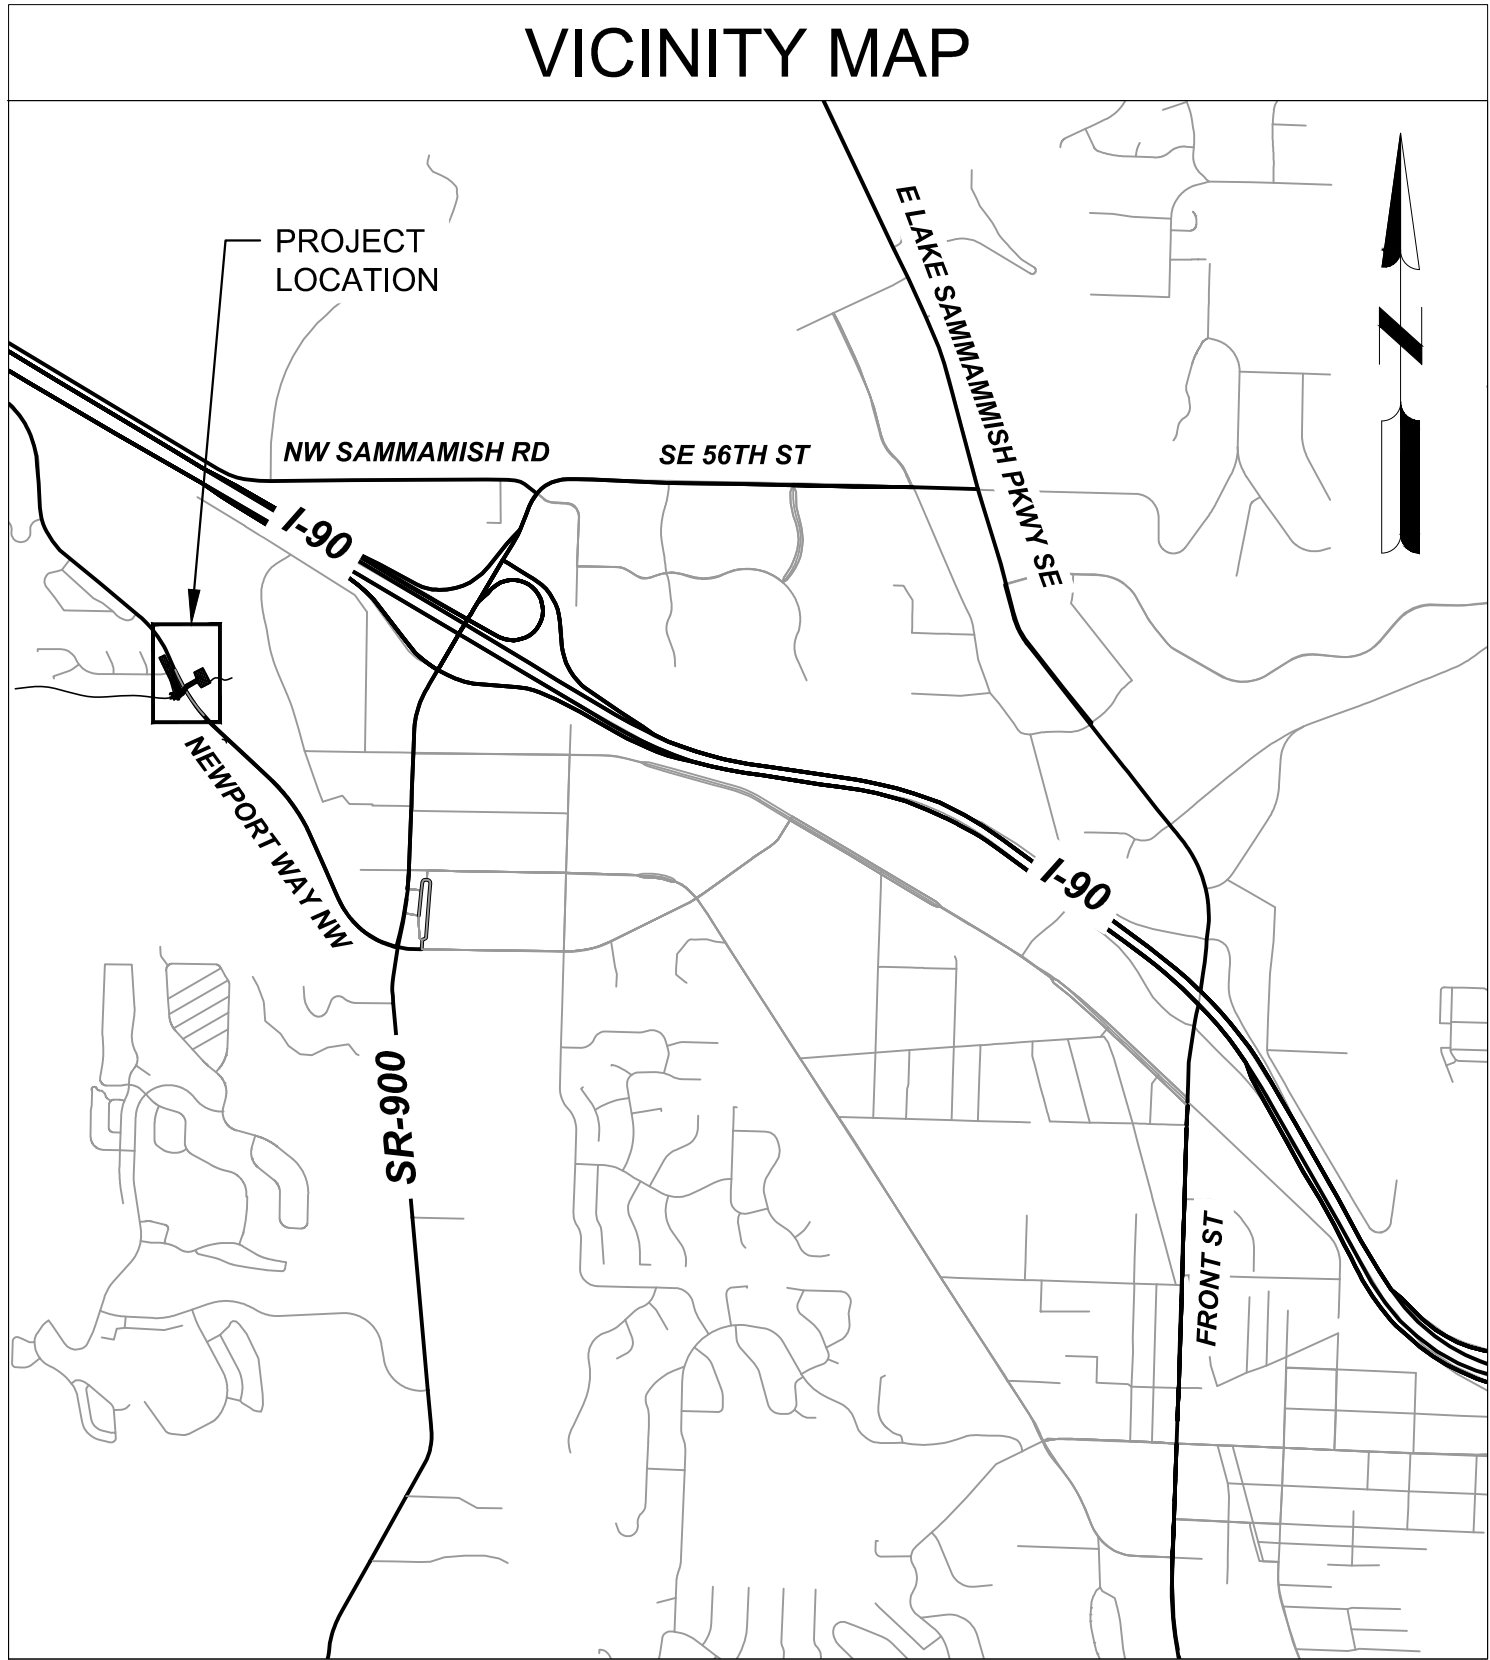 VICINITY MAP
E LAKE SAMMAMMISH PKWY SE
PROJECT
LOCATION
N
NW SAMMAMISH RD
SE 56TH ST
I-90
NEWPORT WAY NW
I-90
SR-900
FRONT ST